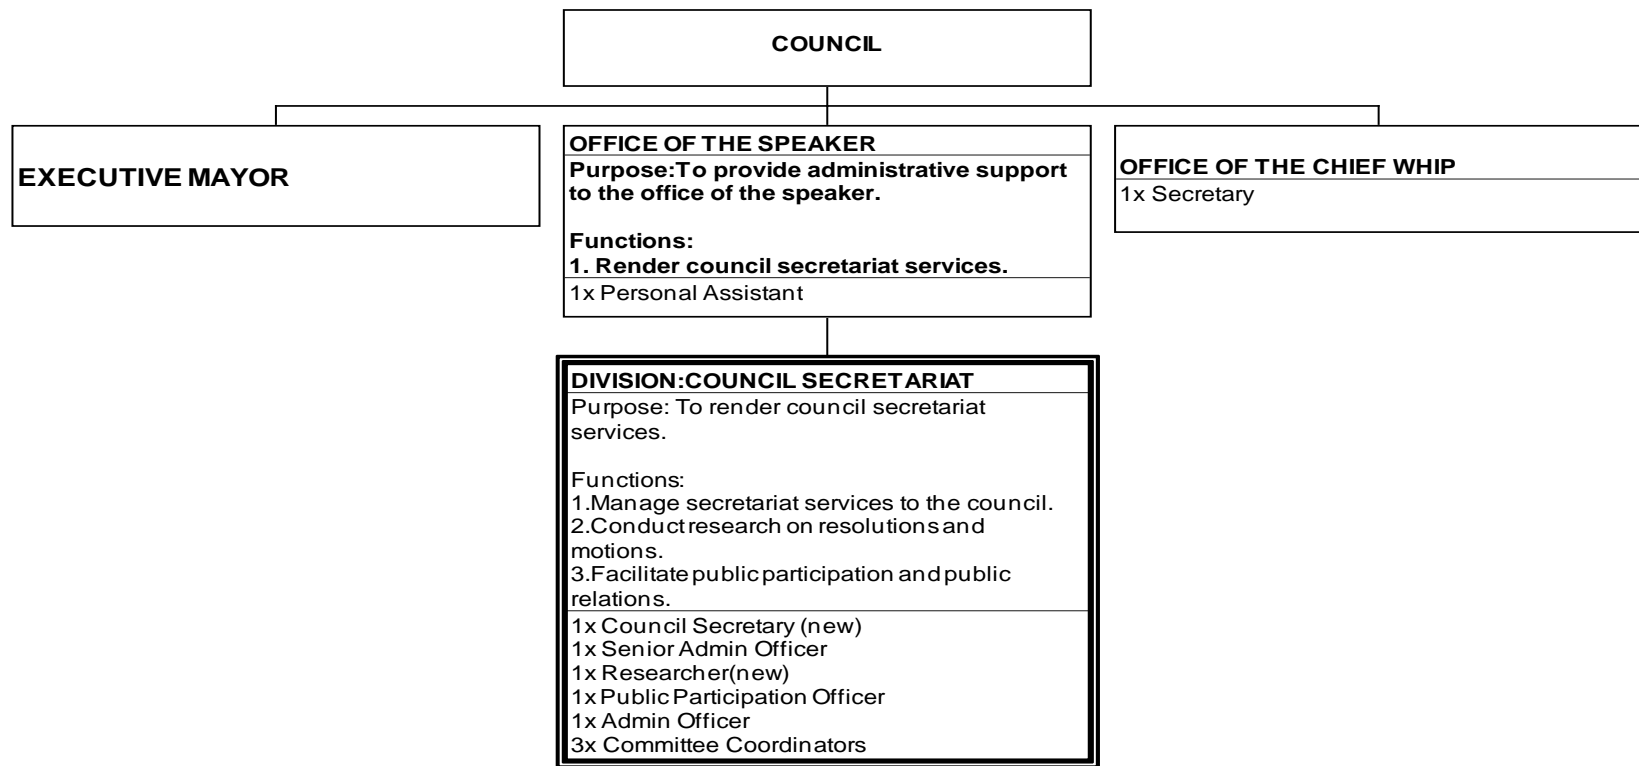 COUNCIL
EXECUTIVE MAYOR
OFFICE OF THE SPEAKER
Purpose:To provide administrative support
to the office of the speaker.
Functions:
1. Render council secretariat services.
1x Personal Assistant
OFFICE OF THE CHIEF WHIP
1x Secretary
DIVISION:COUNCIL SECRETARIAT
Purpose: To render council secretariat
services.
Functions:
1.Manage secretariat services to the council.
2.Conduct research on resolutions and
motions.
3.Facilitate public participation and public
relations.
1x Council Secretary (new)
1x Senior Admin Officer
1x Researcher(new)
1x Public Participation Officer
1x Admin Officer
3x Committee Coordinators